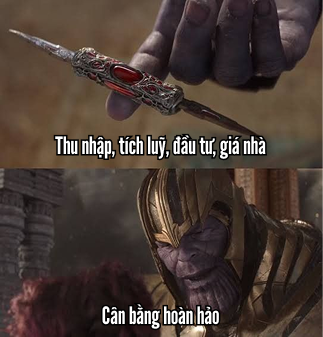 Thu nhập, tích luỹ, đầu tư, giá nhà
Cân bằng hoàn hảo